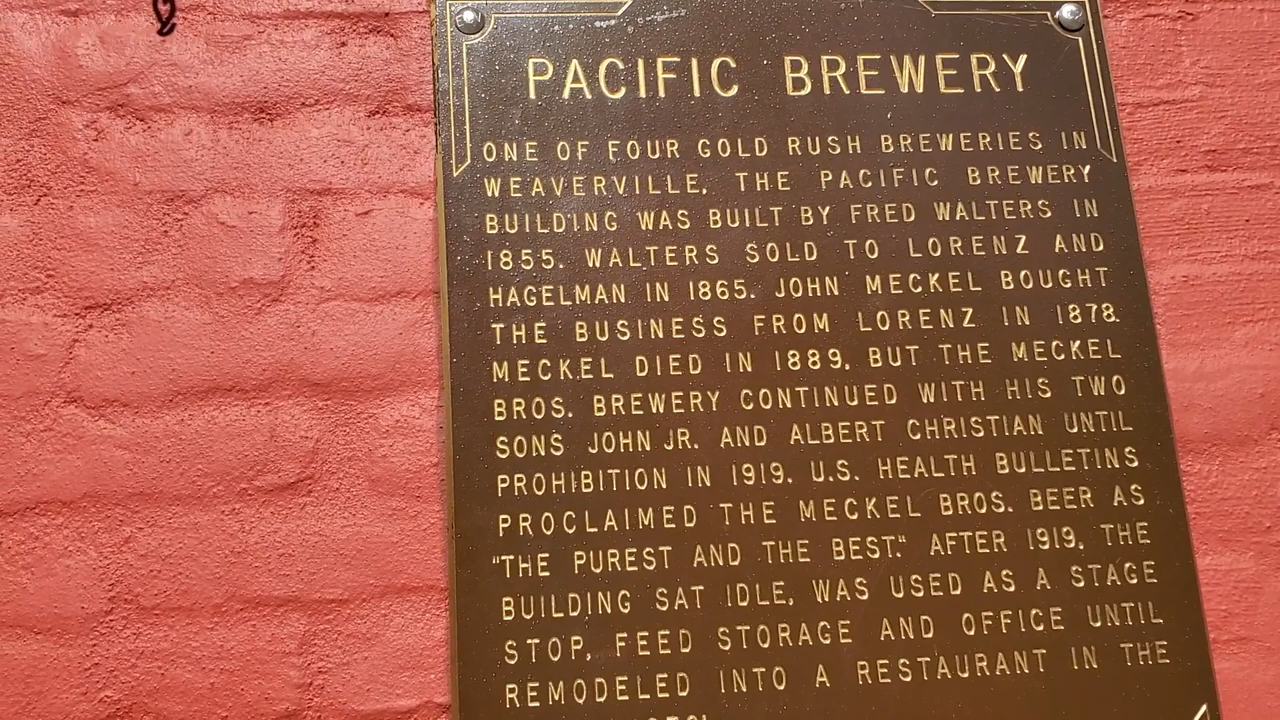 PACIFIC BREWERY
ONE OF FOUR GOLD RUSH BREWERIES IN
WEAVERVILLE, THE PACIFIC BREWERY
BUILDING WAS BUILT BY FRED WALTERS IN
1855. WALTERS SOLD TO LORENZ AND
HAGELMAN IN 1865. JOHN MECKEL BOUGHT
THE BUSINESS FROM LORENZ IN 1878.
MECKEL DIED IN 1889, BUT THE MECKEL
BROS. BREWERY CONTINUED WITH HIS TWO
SONS JOHN JR. AND ALBERT CHRISTIAN UNTIL
PROHIBITION IN 1919. U.S. HEALTH BULLETINS
PROCLAIMED THE MECKEL BROS. BEER AS
"THE PUREST AND THE BEST." AFTER 1919, THE
BUILDING SAT IDLE, WAS USED AS A STAGE
STOP, FEED STORAGE AND OFFICE UNTIL
REMODELED INTO A RESTAURANT IN THE